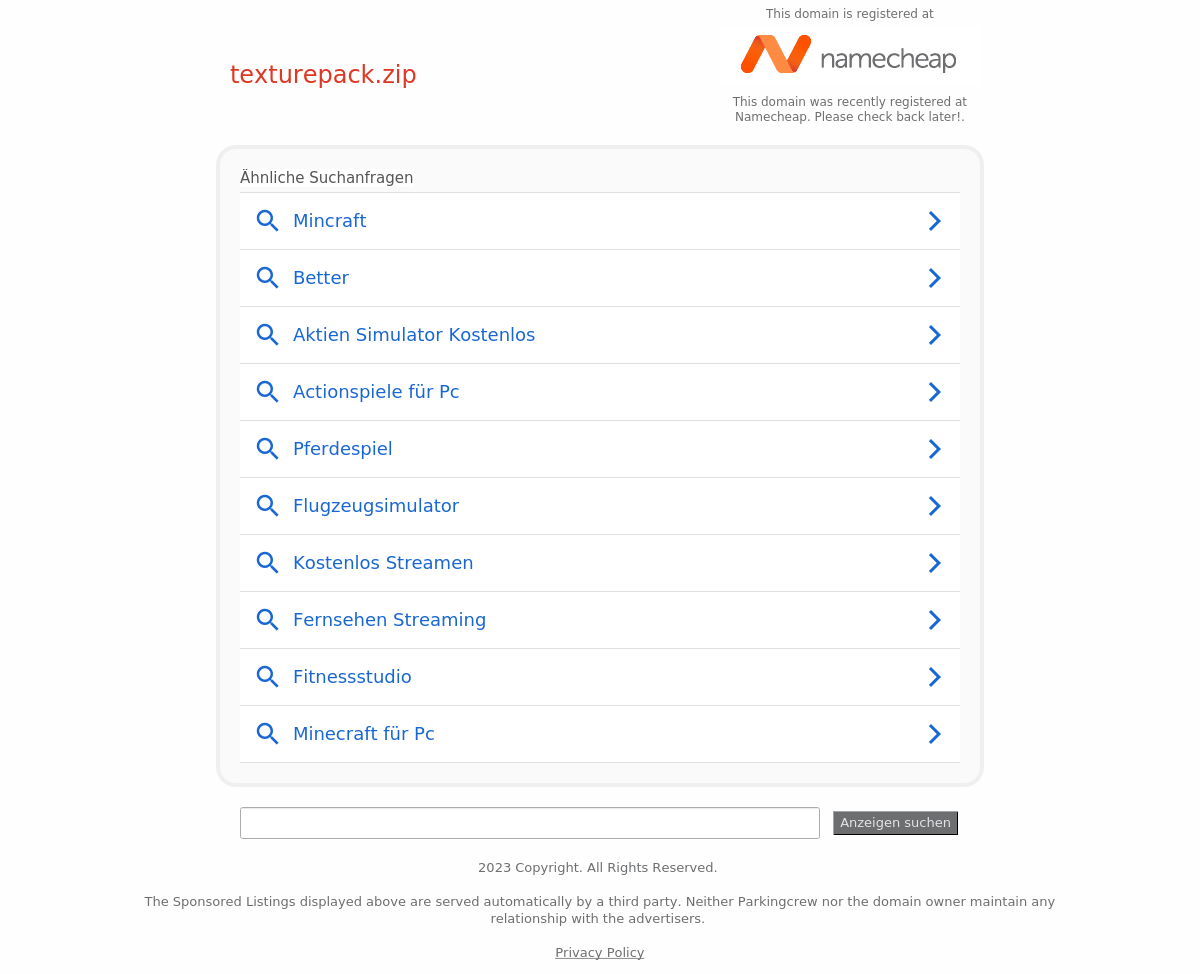 This domain is registered at
namecheap
texturepack.zip
This domain was recently registered at
Namecheap. Please check back later!.
Ähnliche Suchanfragen
Mincraft
Better
Aktien Simulator Kostenlos
Actionspiele für Pc
Pferdespiel
Flugzeugsimulator
Kostenlos Streamen
Fernsehen Streaming
Fitnessstudio
Minecraft für Pc
Anzeigen suchen
2023 Copyright. All Rights Reserved.
The Sponsored Listings displayed above are served automatically by a third party. Neither Parkingcrew nor the domain owner maintain any
relationship with the advertisers.
Privacy Policy